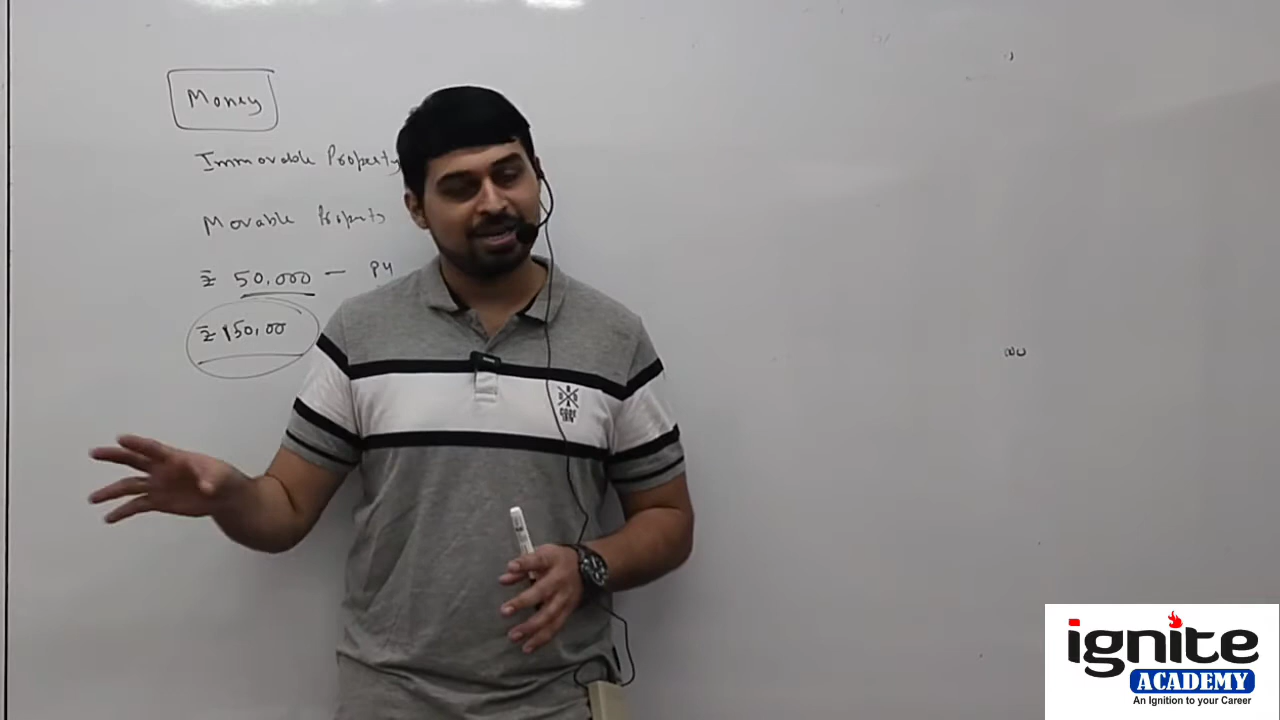 Money
Immovable Property
Movable Property
₹ 50,000 — PY
₹ 150,00
ignite
ACADEMY
An Ignition to your Career